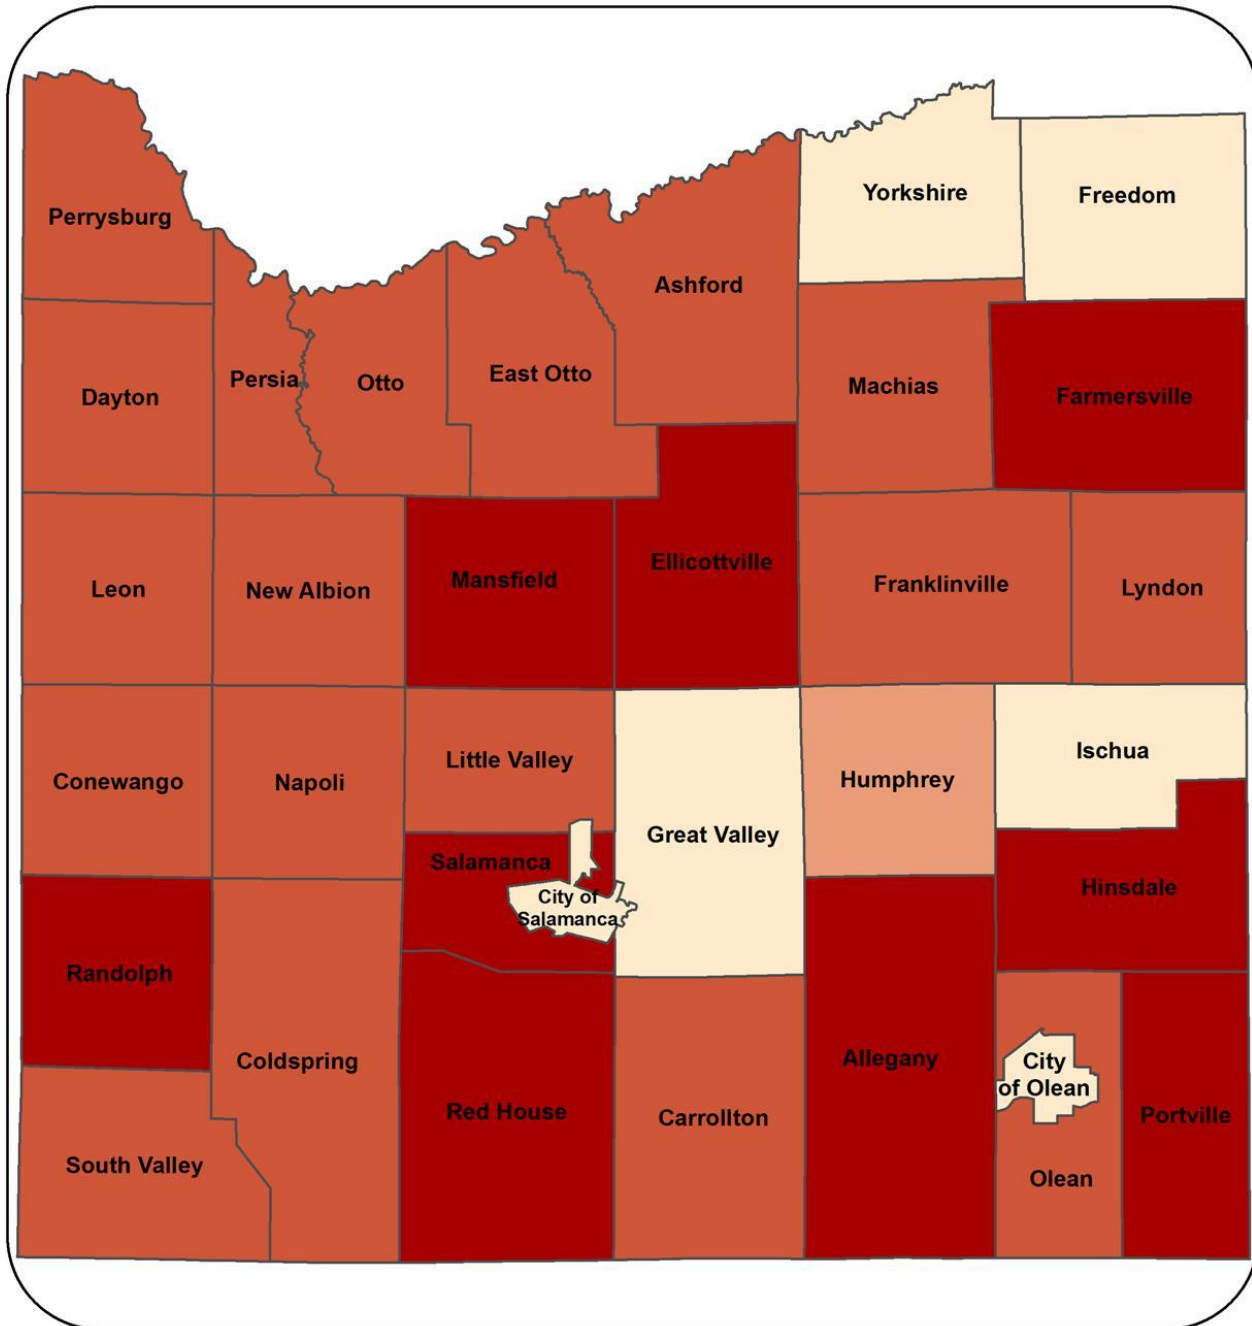 Yorkshire
Freedom
Perrysburg
Ashford
East Otto
Persia
Otto
Machias
Dayton
Farmersville
Mansfield
Ellicottville
Franklinville
Lyndon
Leon
New Albion
Little Valley
Ischua
Conewango
Napoli
Humphrey
Great Valley
Salamanca
City of
Salamanca
Hinsdale
Randolph
Coldspring
Allegany
City
of Olean
Red House
Carrollton
Portville
South Valley
Olean